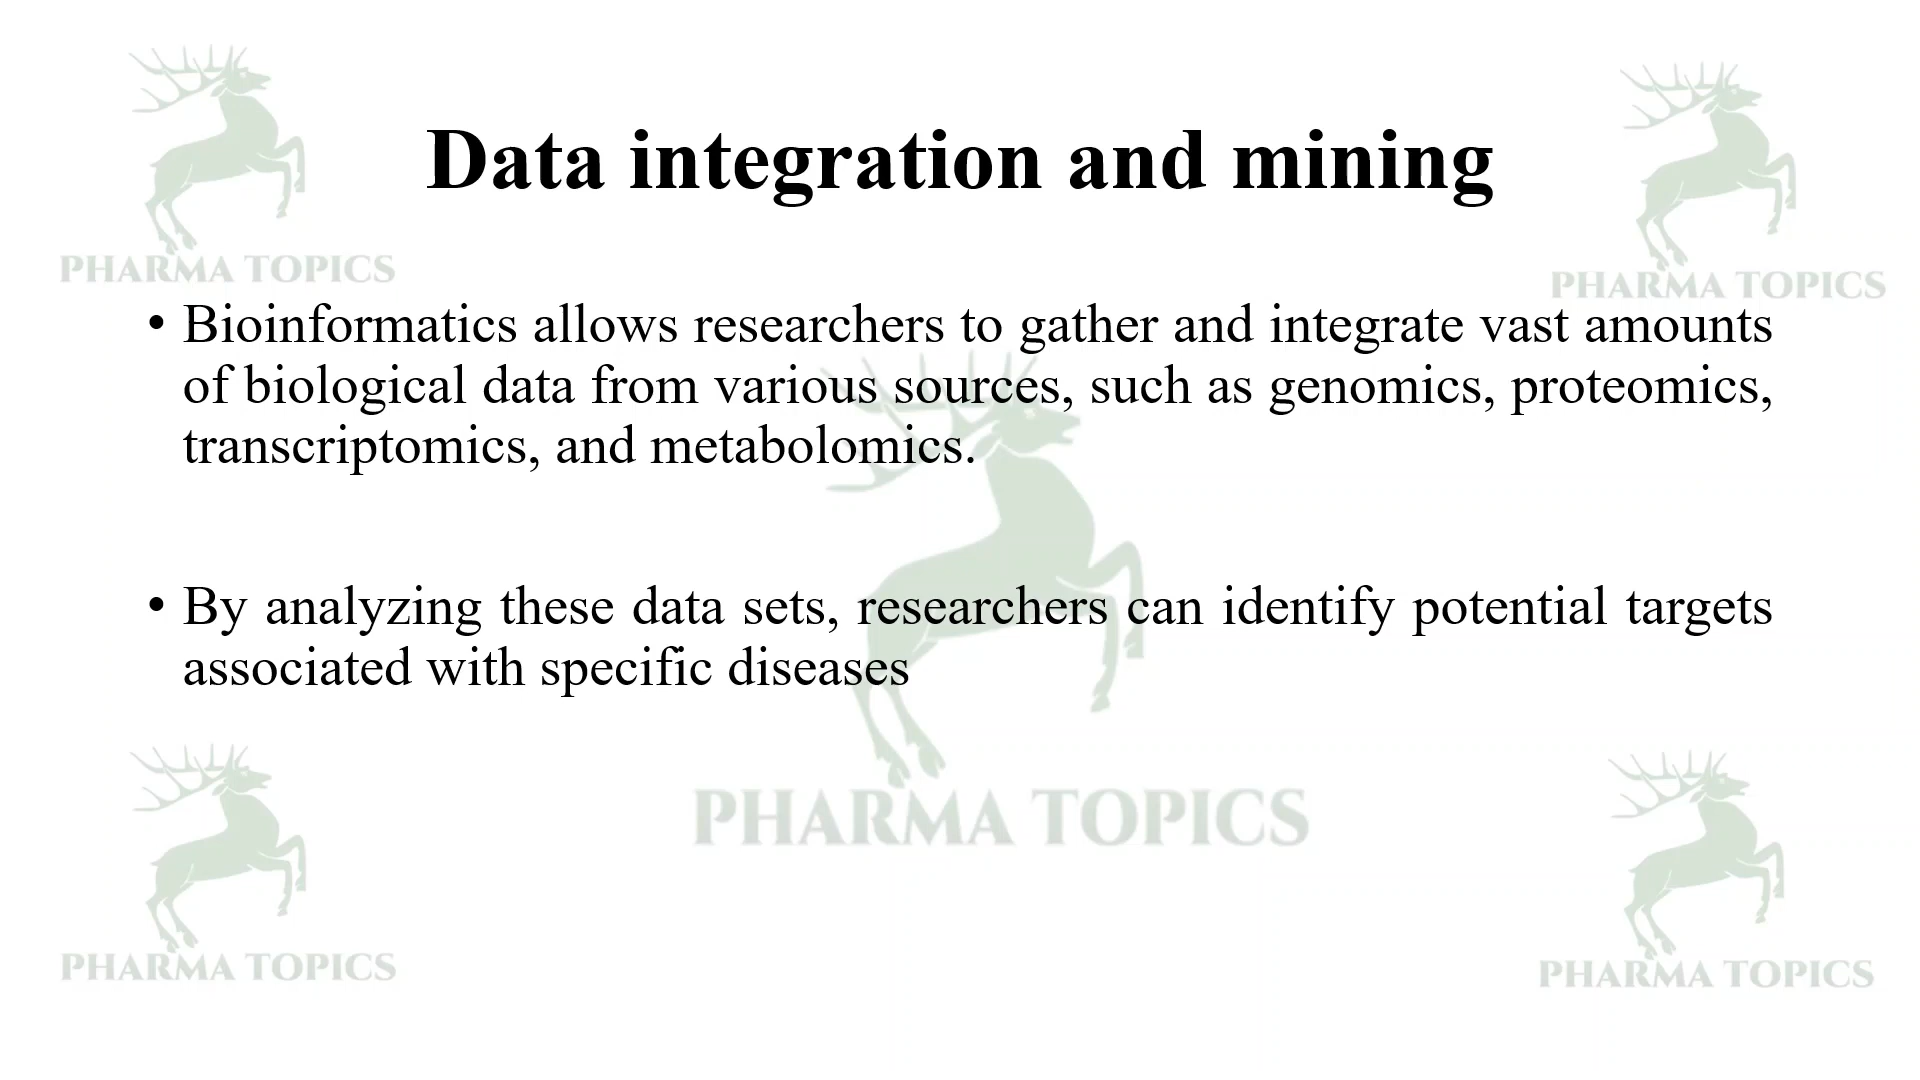 Data integration and mining
PHARMA TOPICS
PHARMA TOPICS
• Bioinformatics allows researchers to gather and integrate vast amounts
of biological data from various sources, such as genomics, proteomics,
transcriptomics, and metabolomics.
• By analyzing these data sets, researchers can identify potential targets
associated with specific diseases
PHARMA TOPICS
PHARMA TOPICS
PHARMA TOPICS